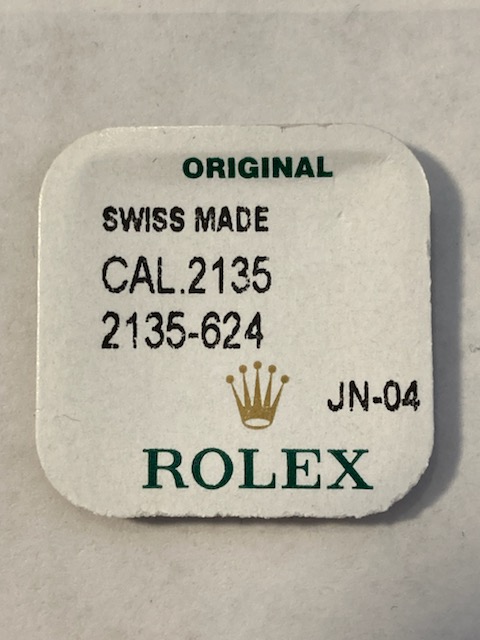 ORIGINAL
SWISS MADE
CAL.2135
2135-624
JN-04
ROLEX